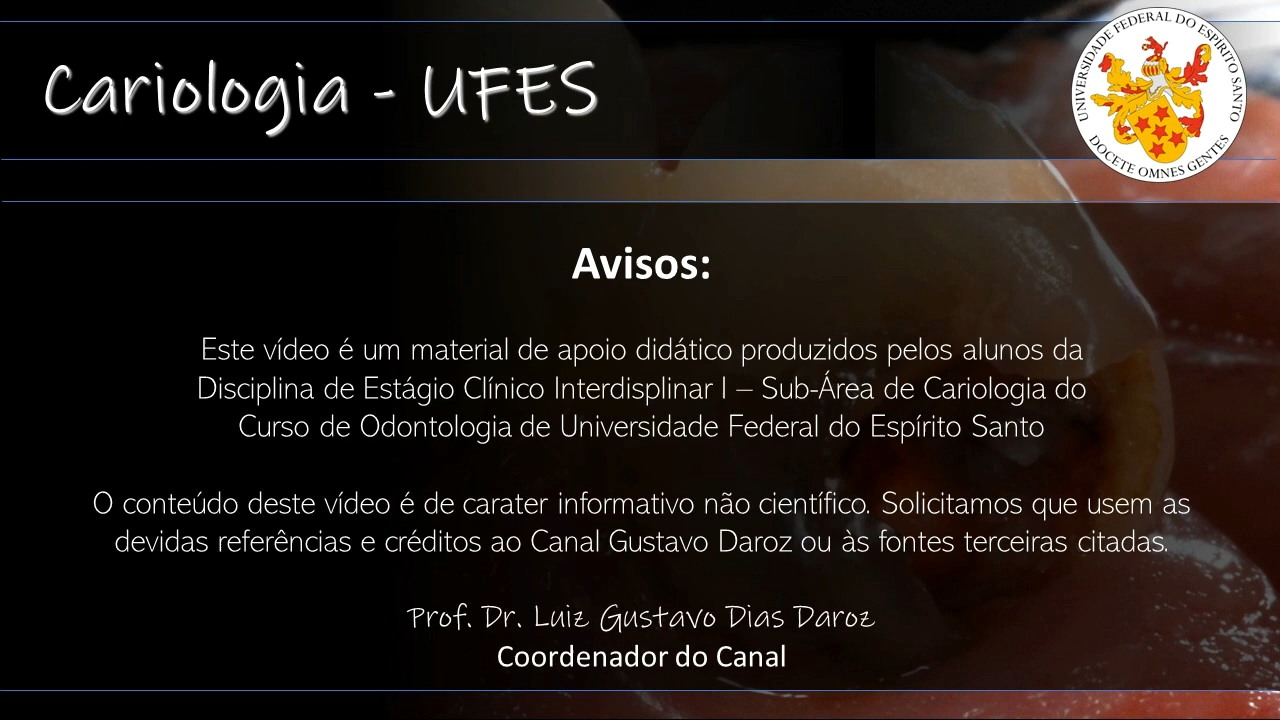 Cariologia - UFES
UNIVERSIDADE FEDERAL DO ESPÍRITO SANTO
DOCETE OMNES GENTES
Avisos:
Este vídeo é um material de apoio didático produzidos pelos alunos da
Disciplina de Estágio Clínico Interdisplinar I – Sub-Área de Cariologia do
Curso de Odontologia de Universidade Federal do Espírito Santo
O conteúdo deste vídeo é de carater informativo não científico. Solicitamos que usem as
devidas referências e créditos ao Canal Gustavo Daroz ou às fontes terceiras citadas.
Prof. Dr. Luiz Gustavo Dias Daroz
Coordenador do Canal